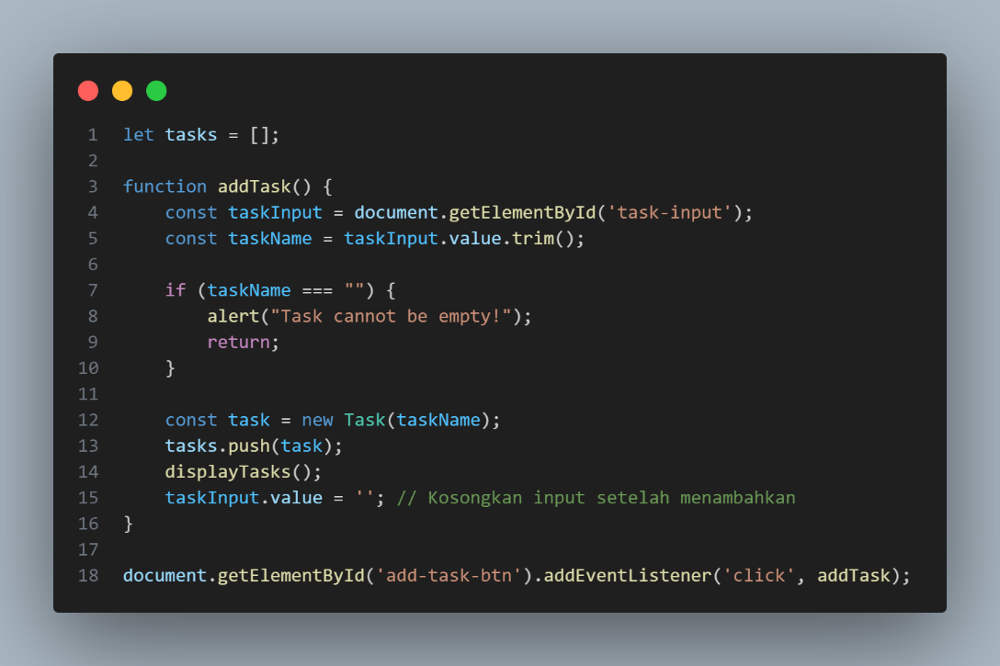 1 let tasks = [];
2
3 function addTask() {
4     const taskInput = document.getElementById('task-input');
5     const taskName = taskInput.value.trim();
6
7     if (taskName === "") {
8         alert("Task cannot be empty!");
9         return;
10     }
11
12     const task = new Task(taskName);
13     tasks.push(task);
14     displayTasks();
15     taskInput.value = ''; // Kosongkan input setelah menambahkan
16 }
17
18 document.getElementById('add-task-btn').addEventListener('click', addTask);